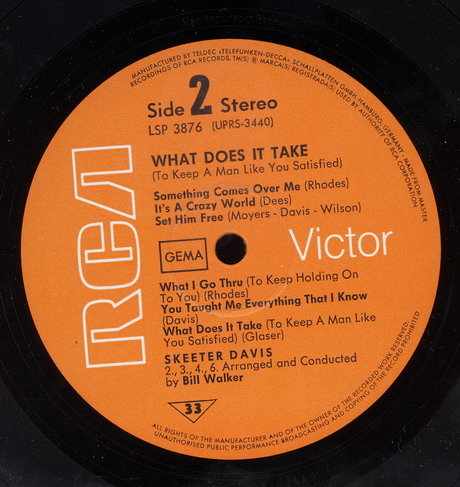 MANUFACTURED BY TELDEC »TELEFUNKEN-DECCA« SCHALLPLATTEN GMBH, HAMBURG, GERMANY - MADE FROM MASTER
RECORDINGS OF RCA RECORDS. TM(S) ® MARCA(S) REGISTRADA(S) USED BY AUTHORITY OF RCA CORPORATION
Side 2 Stereo
LSP 3876 (UPRS-3440)
WHAT DOES IT TAKE
(To Keep A Man Like You Satisfied)
Something Comes Over Me (Rhodes)
It's A Crazy World (Dees)
Set Him Free (Moyers - Davis - Wilson)
RCA
GEMA
Victor
What I Go Thru (To Keep Holding On
To You) (Rhodes)
You Taught Me Everything That I Know
(Davis)
What Does It Take (To Keep A Man Like
You Satisfied) (Glaser)
SKEETER DAVIS
2., 3., 4., 6. Arranged and Conducted
by Bill Walker
33
ALL RIGHTS OF THE MANUFACTURER AND OF THE OWNER OF THE RECORDED WORK RESERVED.
UNAUTHORISED PUBLIC PERFORMANCE BROADCASTING AND COPYING OF THE RECORD PROHIBITED